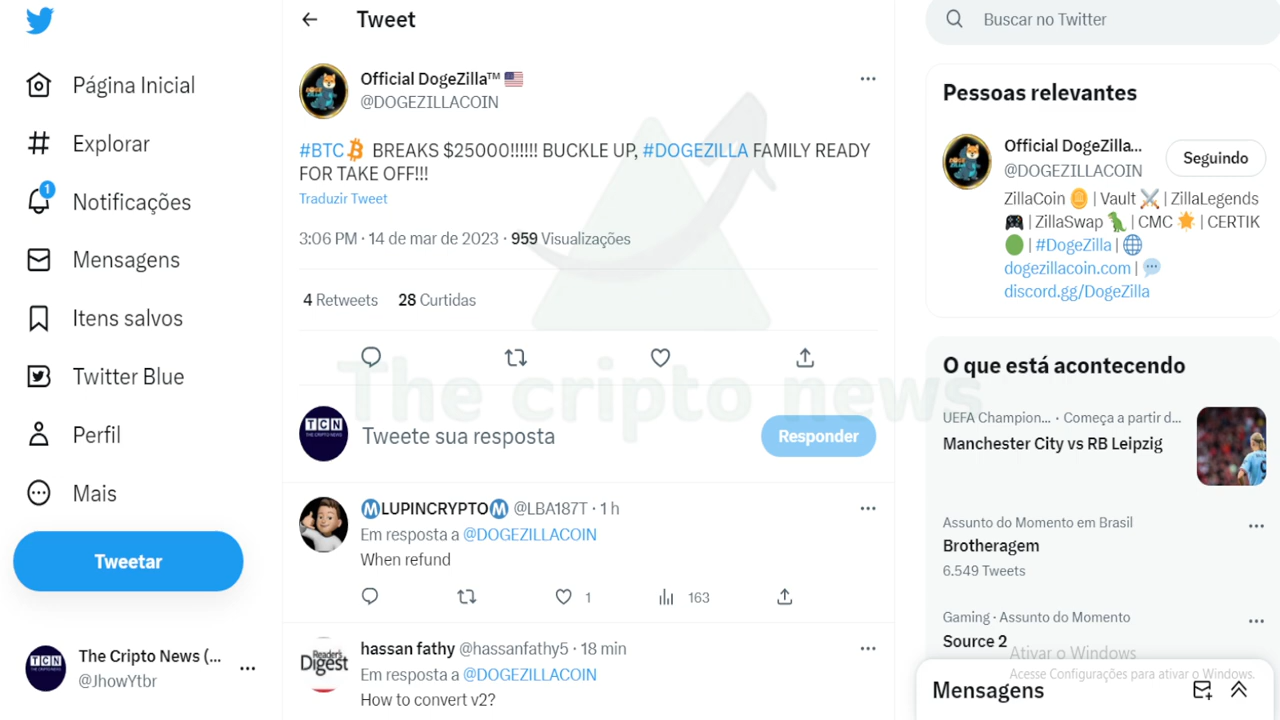 Tweet
Buscar no Twitter
Página Inicial
Explorar
1
Notificações
Mensagens
Itens salvos
Twitter Blue
Perfil
Mais
Tweetar
The Cripto News (...
@JhowYtbr
Official DogeZilla™
@DOGEZILLACOIN
#BTC BREAKS $25000!!!!!! BUCKLE UP, #DOGEZILLA FAMILY READY
FOR TAKE OFF!!!
Traduzir Tweet
3:06 PM · 14 de mar de 2023 · 959 Visualizações
4 Retweets 28 Curtidas
The cripto news
TCN
Tweete sua resposta
Responder
LUPINCRYPTO @LBA187T · 1 h
Em resposta a @DOGEZILLACOIN
When refund
1
163
Reader's
Digest
hassan fathy @hassanfathy5 · 18 min
Em resposta a @DOGEZILLACOIN
How to convert v2?
Pessoas relevantes
Official DogeZilla...
@DOGEZILLACOIN
Seguindo
ZillaCoin | Vault | ZillaLegends
| ZillaSwap | CMC | CERTIK
| #DogeZilla |
dogezillacoin.com |
discord.gg/DogeZilla
O que está acontecendo
UEFA Champion... · Começa a partir d...
Manchester City vs RB Leipzig
Assunto do Momento em Brasil
Brotheragem
6.549 Tweets
Gaming · Assunto do Momento
Source 2
Ativar o Windows
Acesse Configurações para ativar o Windows.
Mensagens
TCN